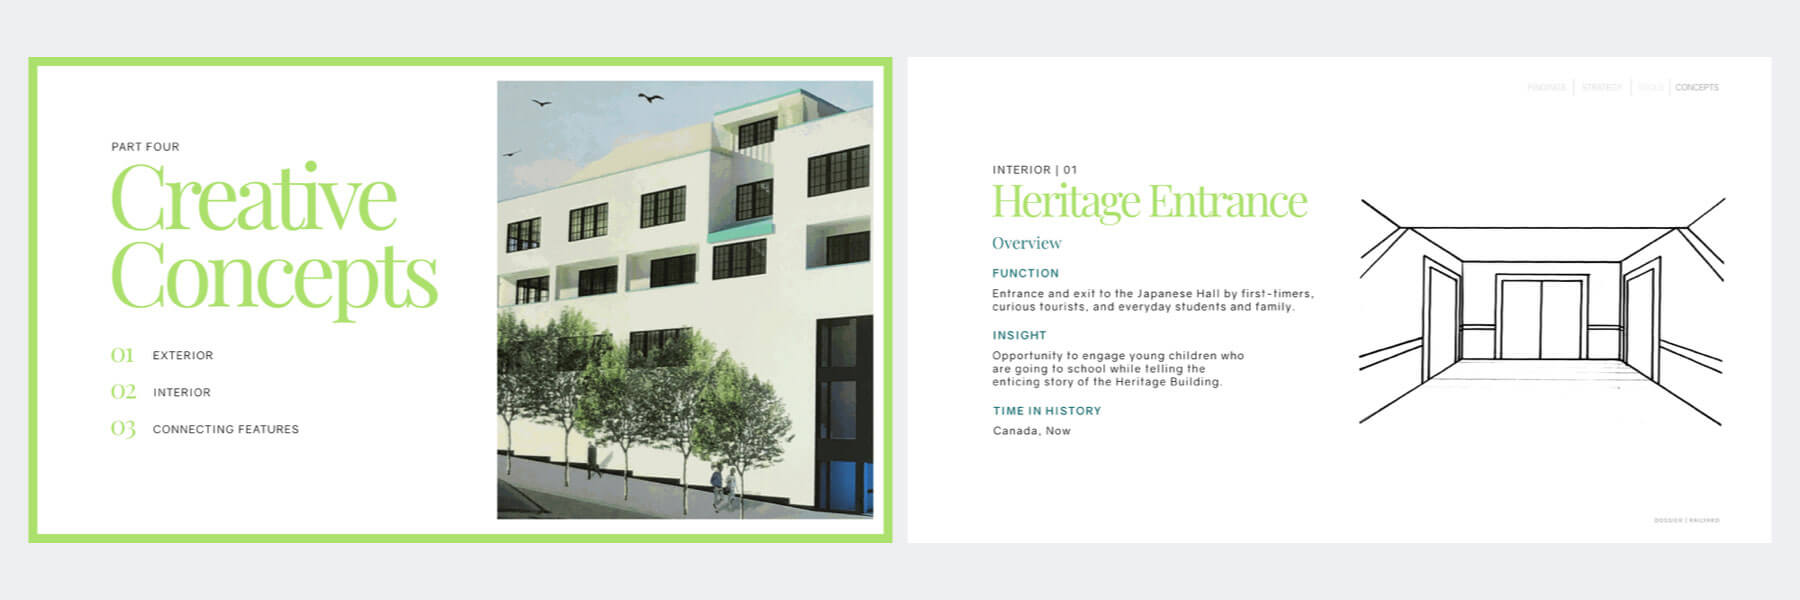 PART FOUR
Creative
Concepts
01 EXTERIOR
02 INTERIOR
03 CONNECTING FEATURES
FINDINGS | STRATEGY | TOOLS | CONCEPTS
INTERIOR | 01
Heritage Entrance
Overview
FUNCTION
Entrance and exit to the Japanese Hall by first-timers,
curious tourists, and everyday students and family.
INSIGHT
Opportunity to engage young children who
are going to school while telling the
enticing story of the Heritage Building.
TIME IN HISTORY
Canada, Now
DOSSIER | RAILYARD